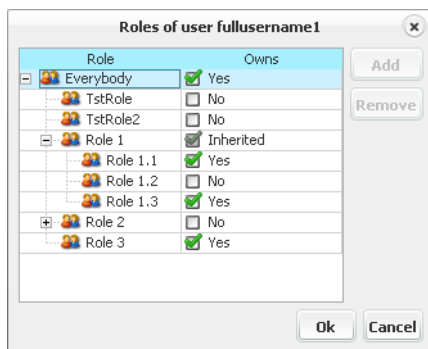 Roles of user fullusername1
Role Owns
Everybody Yes
TstRole No
TstRole2 No
Role 1 Inherited
Role 1.1 Yes
Role 1.2 No
Role 1.3 Yes
Role 2 No
Role 3 Yes
Add
Remove
Ok Cancel